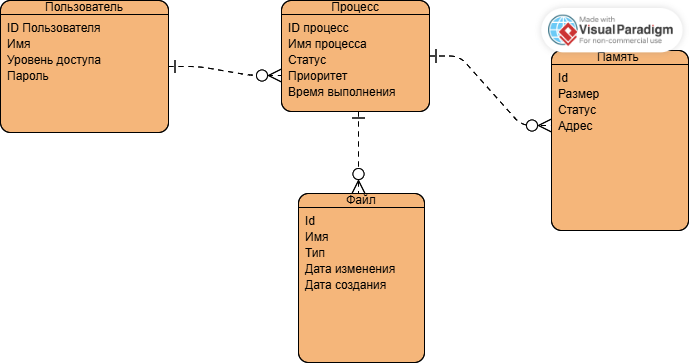 Пользователь
ID Пользователя
Имя
Уровень доступа
Пароль
Процесс
ID процесс
Имя процесса
Статус
Приоритет
Время выполнения
Made with
Visual Paradigm
For non-commercial use
Память
Id
Размер
Статус
Адрес
Файл
Id
Имя
Тип
Дата изменения
Дата создания